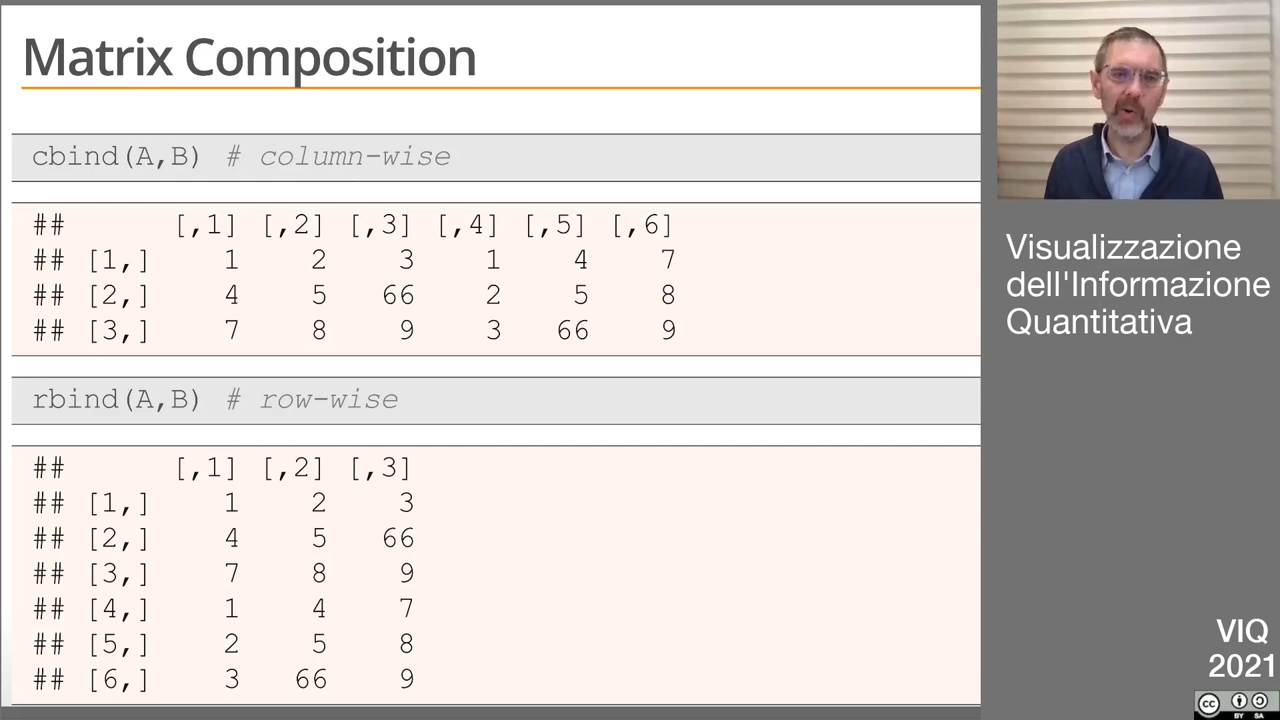 Matrix Composition
cbind(A,B) # column-wise
## [,1] [,2] [,3] [,4] [,5] [,6]
## [1,] 1 2 3 1 4 7
## [2,] 4 5 66 2 5 8
## [3,] 7 8 9 3 66 9
rbind(A,B) # row-wise
## [,1] [,2] [,3]
## [1,] 1 2 3
## [2,] 4 5 66
## [3,] 7 8 9
## [4,] 1 4 7
## [5,] 2 5 8
## [6,] 3 66 9
Visualizzazione
dell'Informazione
Quantitativa
VIQ
2021
cc
BY SA